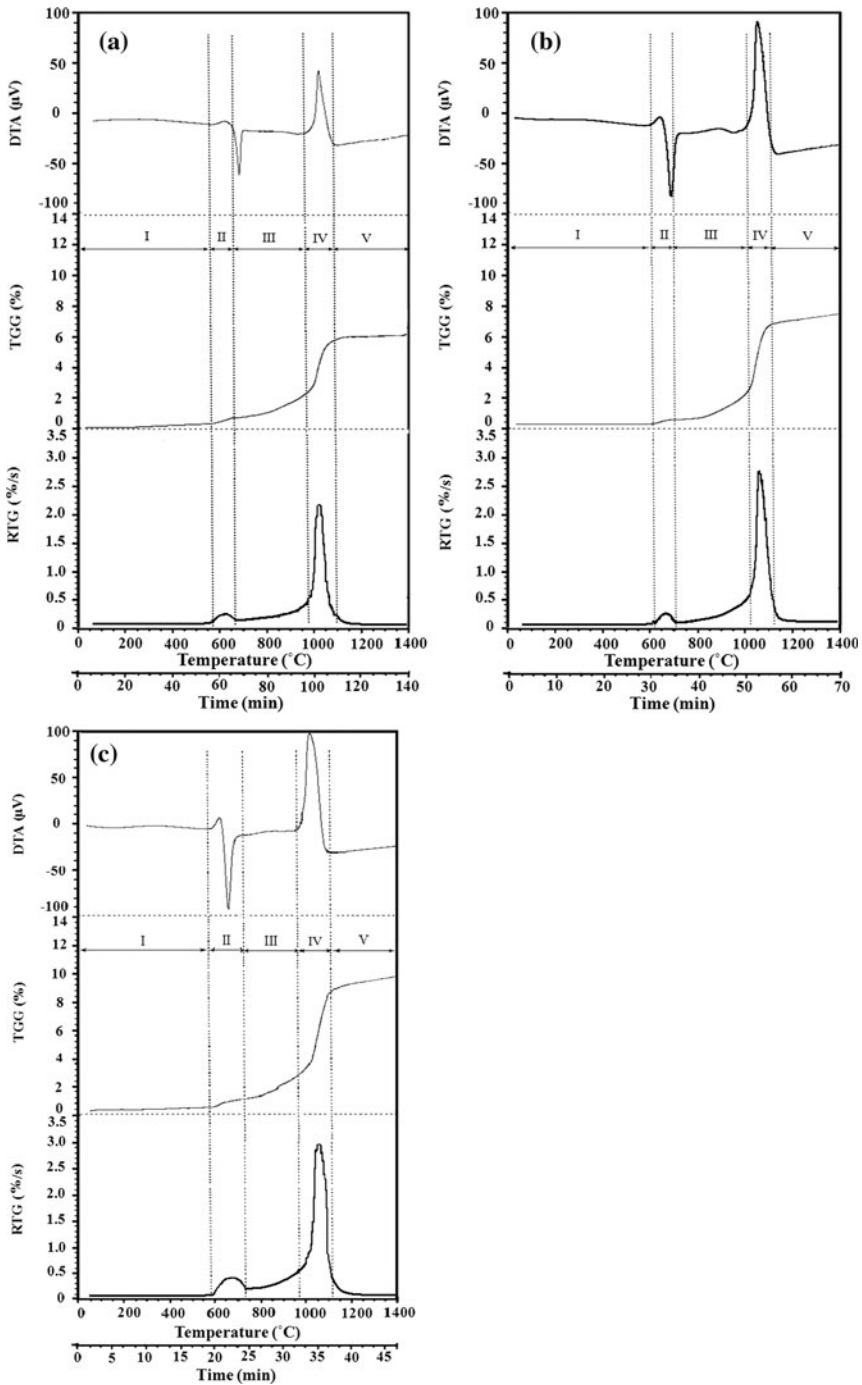 (a)
DTA (µV)
100
50
0
-50
-100
I II III IV V
TGG (%)
14
12
10
8
6
4
2
0
RTG (%/s)
3.5
3.0
2.5
2.0
1.5
1.0
0.5
0
0 200 400 600 800 1000 1200 1400
Temperature (°C)
0 20 40 60 80 100 120 140
Time (min)
(b)
DTA (µV)
100
50
0
-50
-100
I II III IV V
TGG (%)
14
12
10
8
6
4
2
0
RTG (%/s)
3.5
3.0
2.5
2.0
1.5
1.0
0.5
0
0 200 400 600 800 1000 1200 1400
Temperature (°C)
0 10 20 30 40 50 60 70
Time (min)
(c)
DTA (µV)
100
50
0
-50
-100
I II III IV V
TGG (%)
14
12
10
8
6
4
2
0
RTG (%/s)
3.5
3.0
2.5
2.0
1.5
1.0
0.5
0
0 200 400 600 800 1000 1200 1400
Temperature (°C)
0 5 10 15 20 25 30 35 40 45
Time (min)